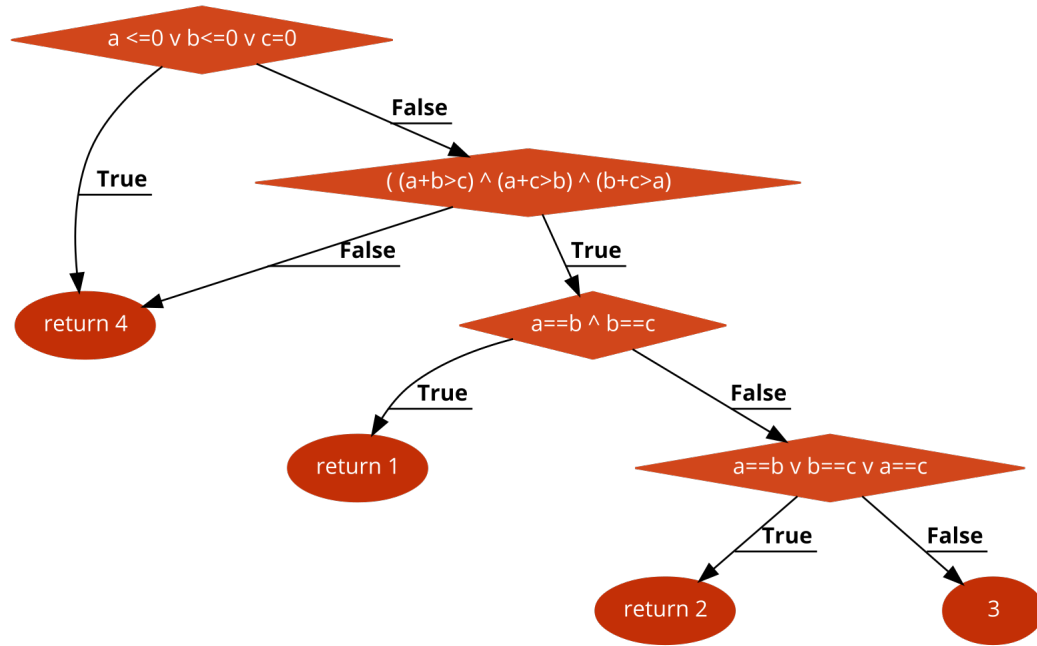 a <=0 v b<=0 v c=0
False
True
( (a+b>c) ^ (a+c>b) ^ (b+c>a)
False
True
return 4
a==b ^ b==c
True
False
return 1
a==b v b==c v a==c
True
False
return 2
3